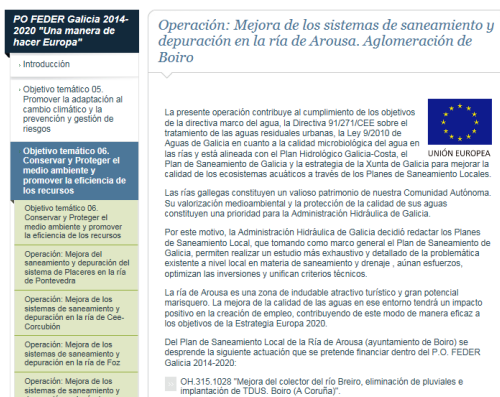 PO FEDER Galicia 2014-
2020 "Una manera de
hacer Europa"
Introducción
Objetivo temático 05.
Promover la adaptación al
cambio climático y la
prevención y gestión de
riesgos
Objetivo temático 06.
Conservar y Proteger el
medio ambiente y
promover la eficiencia de
los recursos
Objetivo temático 06.
Conservar y Proteger el
medio ambiente y promover
la eficiencia de los recursos
Operación: Mejora del
saneamiento y depuración del
sistema de Placeres en la ría
de Pontevedra
Operación: Mejora de los
sistemas de saneamiento y
depuración en la ría de Cee-
Corcubión
Operación: Mejora de los
sistemas de saneamiento y
depuración en la ría de Foz
Operación: Mejora de los
sistemas de saneamiento y
Operación: Mejora de los sistemas de saneamiento y
depuración en la ría de Arousa. Aglomeración de
Boiro
La presente operación contribuye al cumplimiento de los objetivos
de la directiva marco del agua, la Directiva 91/271/CEE sobre el
tratamiento de las aguas residuales urbanas, la Ley 9/2010 de
Aguas de Galicia en cuanto a la calidad microbiológica del agua en
las rías y está alineada con el Plan Hidrológico Galicia-Costa, el
Plan de Saneamiento de Galicia y la estrategia de la Xunta de Galicia para mejorar la
calidad de los ecosistemas acuáticos a través de los Planes de Saneamiento Locales.
UNIÓN EUROPEA
Las rías gallegas constituyen un valioso patrimonio de nuestra Comunidad Autónoma.
Su valorización medioambiental y la protección de la calidad de sus aguas
constituyen una prioridad para la Administración Hidráulica de Galicia.
Por este motivo, la Administración Hidráulica de Galicia decidió redactar los Planes
de Saneamiento Local, que tomando como marco general el Plan de Saneamiento de
Galicia, permiten realizar un estudio más exhaustivo y detallado de la problemática
existente a nivel local en materia de saneamiento y drenaje , aúnan esfuerzos,
optimizan las inversiones y unifican criterios técnicos.
La ría de Arousa es una zona de indudable atractivo turístico y gran potencial
marisquero. La mejora de la calidad de las aguas en ese entorno tendrá un impacto
positivo en la creación de empleo, contribuyendo de este modo de manera eficaz a
los objetivos de la Estrategia Europa 2020.
Del Plan de Saneamiento Local de la Ría de Arousa (ayuntamiento de Boiro) se
desprende la siguiente actuación que se pretende financiar dentro del P.O. FEDER
Galicia 2014-2020:
OH.315.1028 "Mejora del colector del río Breiro, eliminación de pluviales e
implantación de TDUS. Boiro (A Coruña)".